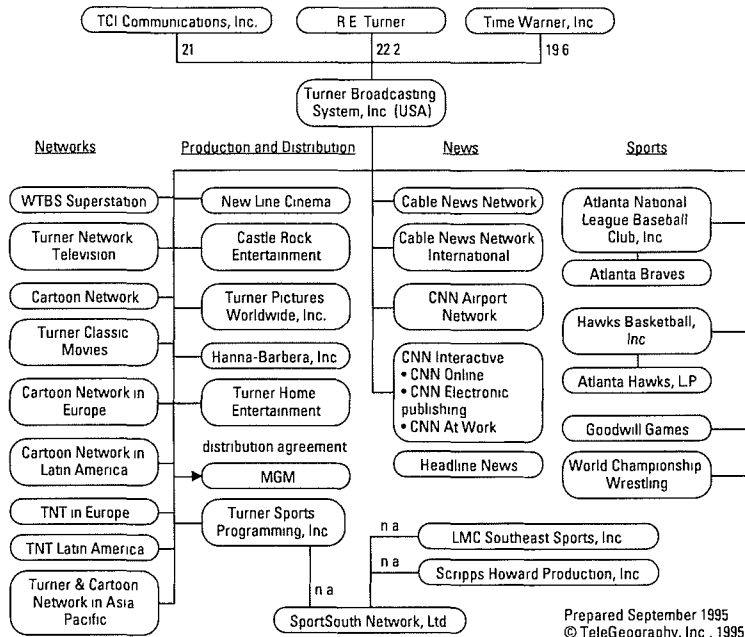 TCI Communications, Inc.
R E Turner
Time Warner, Inc
21
22 2
19 6
Turner Broadcasting
System, Inc (USA)
Networks
Production and Distribution
News
Sports
WTBS Superstation
Turner Network
Television
Cartoon Network
Turner Classic
Movies
Cartoon Network in
Europe
Cartoon Network in
Latin America
TNT in Europe
TNT Latin America
Turner & Cartoon
Network in Asia
Pacific
New Line Cinema
Castle Rock
Entertainment
Turner Pictures
Worldwide, Inc.
Hanna-Barbera, Inc
Turner Home
Entertainment
distribution agreement
MGM
Turner Sports
Programming, Inc
n a
SportSouth Network, Ltd
Cable News Network
Cable News Network
International
CNN Airport
Network
CNN Interactive
• CNN Online
• CNN Electronic
publishing
• CNN At Work
Headline News
n a
LMC Southeast Sports, Inc
n a
Scripps Howard Production, Inc
Atlanta National
League Baseball
Club, Inc
Atlanta Braves
Hawks Basketball,
Inc
Atlanta Hawks, L.P
Goodwill Games
World Championship
Wrestling
Prepared September 1995
© TeleGeography, Inc , 1995